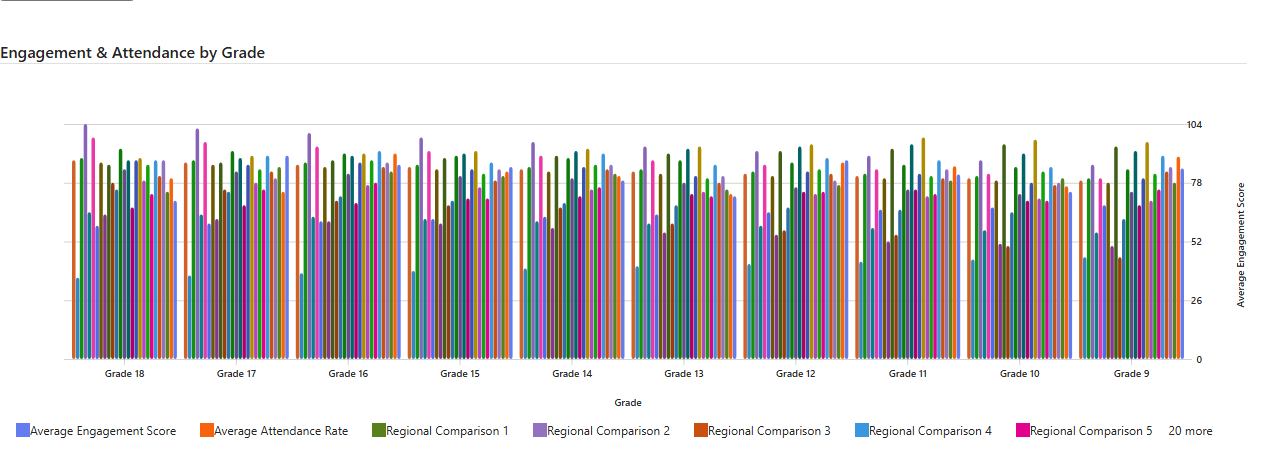 Engagement & Attendance by Grade
104
78
52
26
0
Average Engagement Score
Grade 18 Grade 17 Grade 16 Grade 15 Grade 14 Grade 13 Grade 12 Grade 11 Grade 10 Grade 9
Grade
Average Engagement Score Average Attendance Rate Regional Comparison 1 Regional Comparison 2 Regional Comparison 3 Regional Comparison 4 Regional Comparison 5 20 more